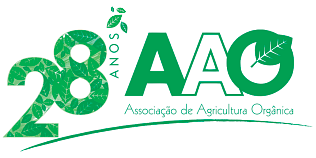 28 ANOS
AAO
Associação de Agricultura Orgânica